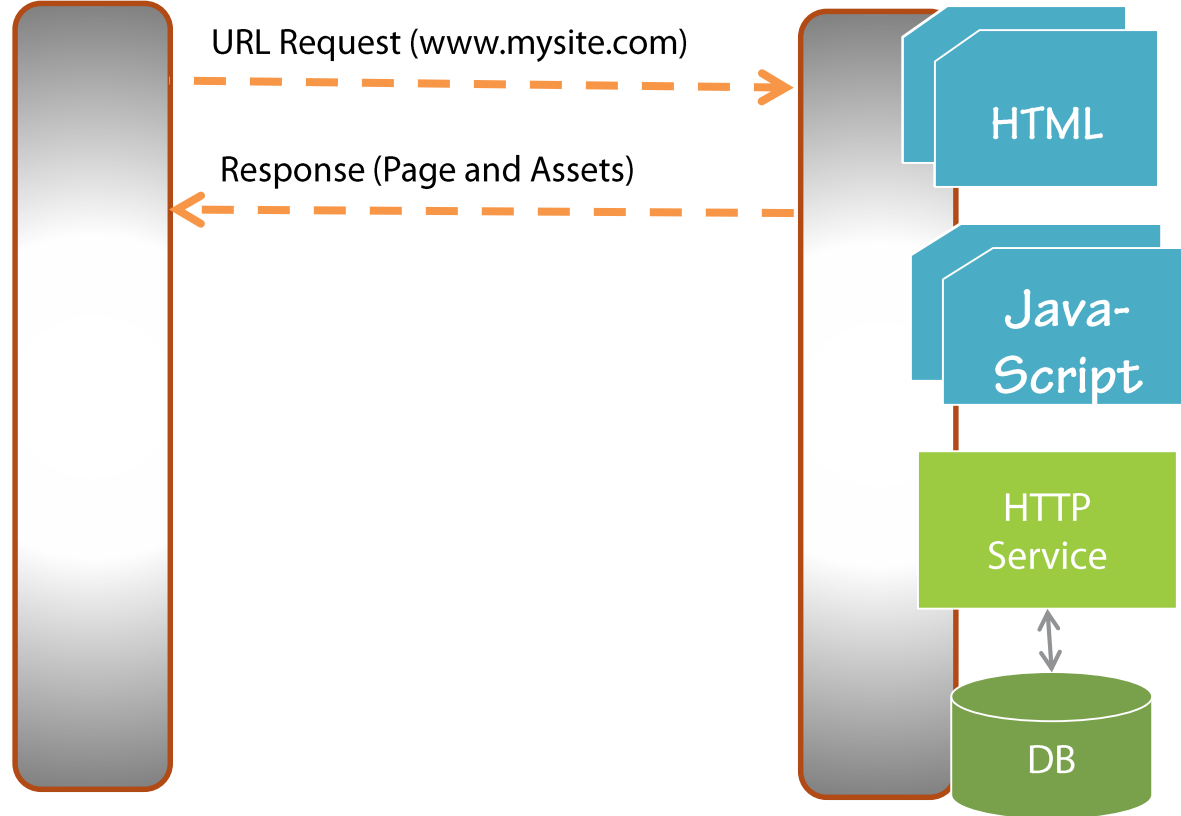 URL Request (www.mysite.com)
HTML
Response (Page and Assets)
Java-
Script
HTTP
Service
DB